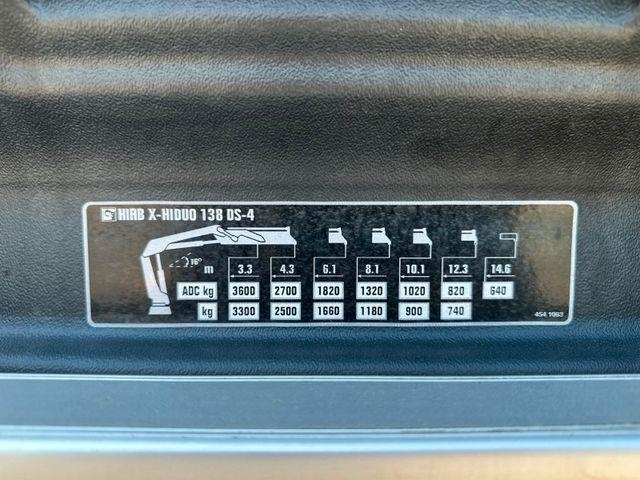 HIAB X-HIDUO 138 DS-4
16°
m 3.3 4.3 6.1 8.1 10.1 12.3 14.6
ADC kg 3600 2700 1820 1320 1020 820 640
kg 3300 2500 1660 1180 900 740
454 1063